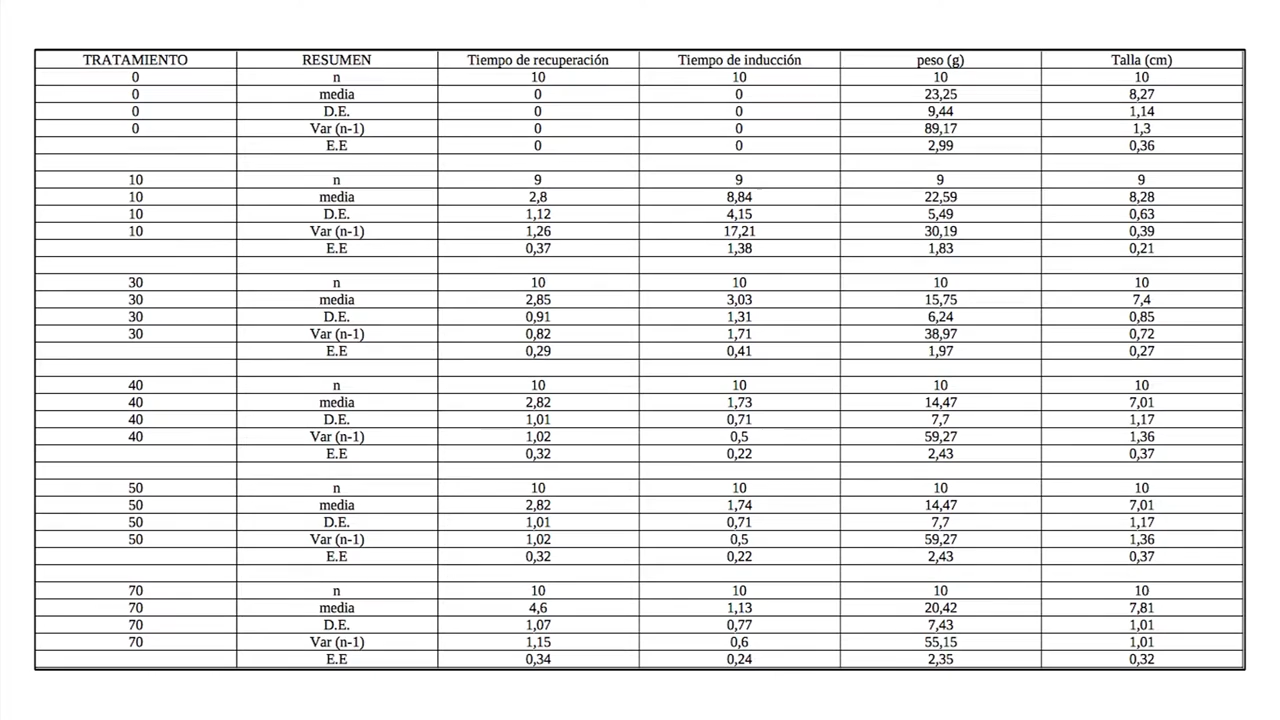 TRATAMIENTO RESUMEN Tiempo de recuperación Tiempo de inducción peso (g) Talla (cm)
0 n 10 10 10 10
0 media 0 0 23,25 8,27
0 D.E. 0 0 9,44 1,14
0 Var (n-1) 0 0 89,17 1,3
E.E 0 0 2,99 0,36
10 n 9 9 9 9
10 media 2,8 8,84 22,59 8,28
10 D.E. 1,12 4,15 5,49 0,63
10 Var (n-1) 1,26 17,21 30,19 0,39
E.E 0,37 1,38 1,83 0,21
30 n 10 10 10 10
30 media 2,85 3,03 15,75 7,4
30 D.E. 0,91 1,31 6,24 0,85
30 Var (n-1) 0,82 1,71 38,97 0,72
E.E 0,29 0,41 1,97 0,27
40 n 10 10 10 10
40 media 2,82 1,73 14,47 7,01
40 D.E. 1,01 0,71 7,7 1,17
40 Var (n-1) 1,02 0,5 59,27 1,36
E.E 0,32 0,22 2,43 0,37
50 n 10 10 10 10
50 media 2,82 1,74 14,47 7,01
50 D.E. 1,01 0,71 7,7 1,17
50 Var (n-1) 1,02 0,5 59,27 1,36
E.E 0,32 0,22 2,43 0,37
70 n 10 10 10 10
70 media 4,6 1,13 20,42 7,81
70 D.E. 1,07 0,77 7,43 1,01
70 Var (n-1) 1,15 0,6 55,15 1,01
E.E 0,34 0,24 2,35 0,32